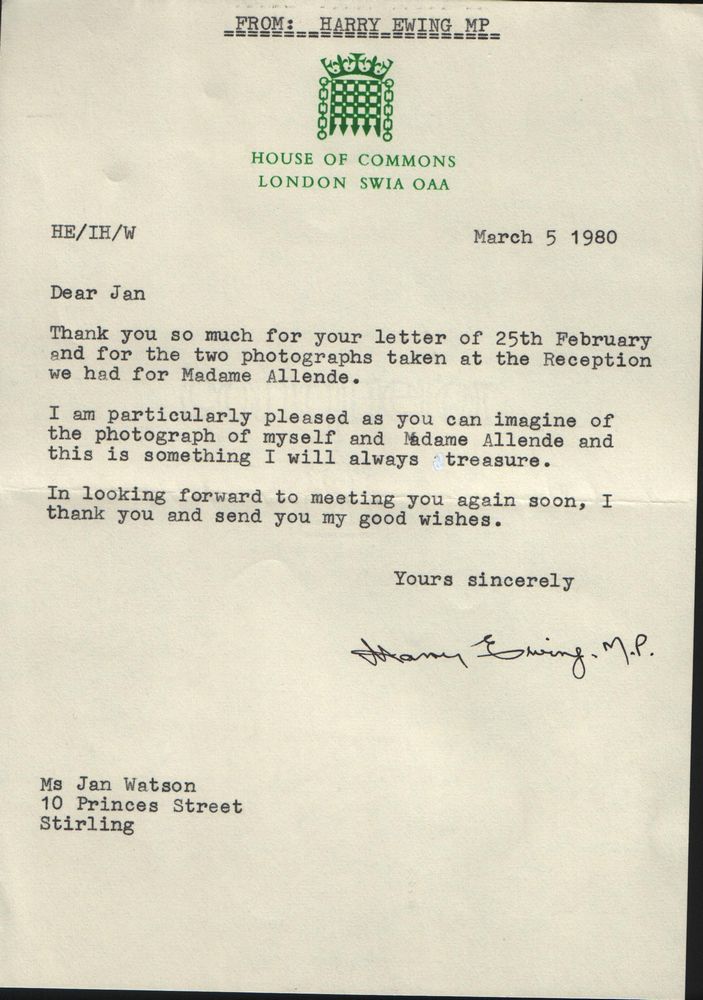 FROM: HARRY EWING MP
HOUSE OF COMMONS
LONDON SWIA OAA
HE/IH/W
March 5 1980
Dear Jan
Thank you so much for your letter of 25th February
and for the two photographs taken at the Reception
we had for Madame Allende.
I am particularly pleased as you can imagine of
the photograph of myself and Madame Allende and
this is something I will always treasure.
In looking forward to meeting you again soon, I
thank you and send you my good wishes.
Yours sincerely
Harry Ewing. M.P.
Ms Jan Watson
10 Princes Street
Stirling